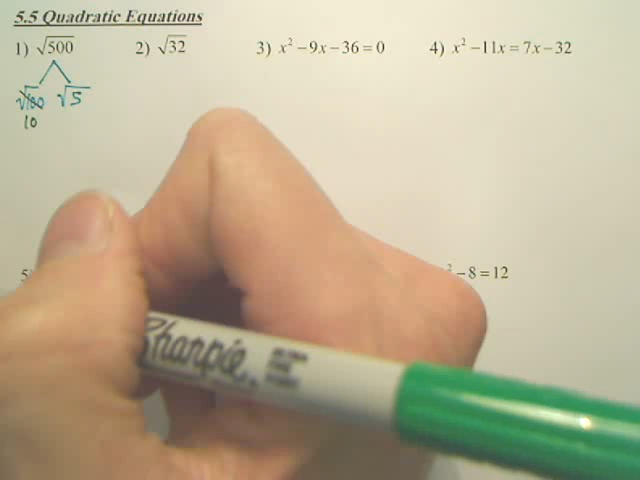 5.5 Quadratic Equations
1) √500 2) √32 3) x² − 9x − 36 = 0 4) x² − 11x = 7x − 32
√100 √5
10
² − 8 = 12
Sharpie